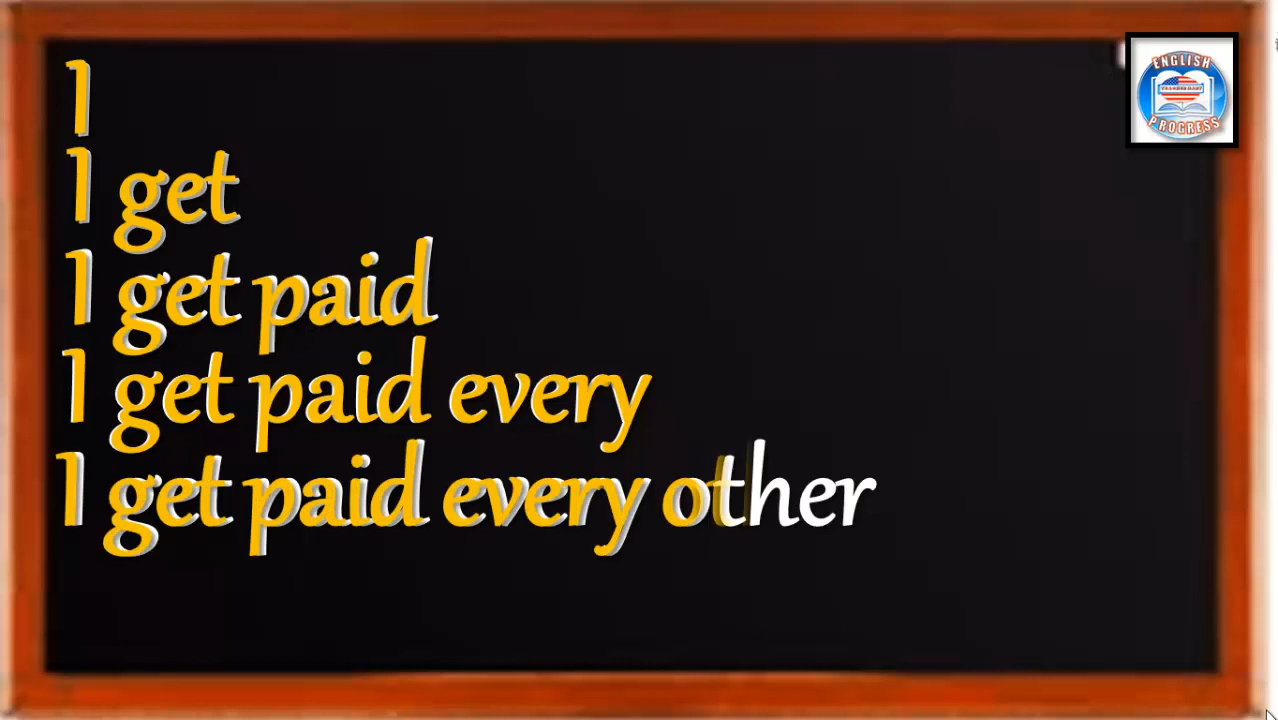 I
I get
I get paid
I get paid every
I get paid every other
ENGLISH
PROGRESS